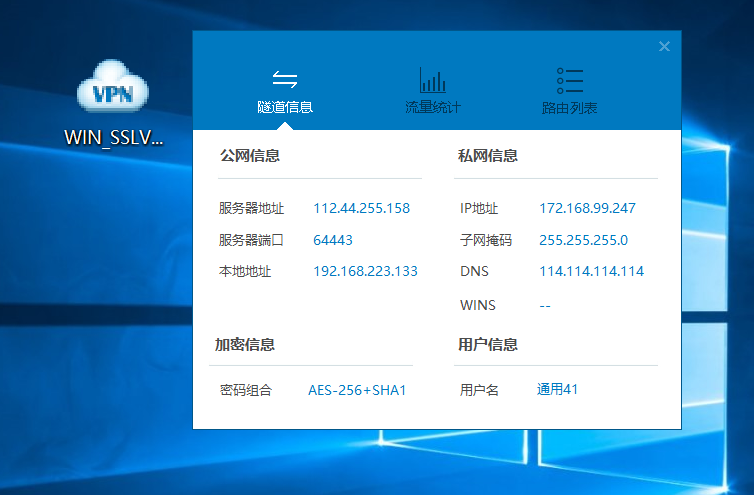 VPN
WIN_SSLV...
隧道信息
流量统计
路由列表
公网信息
服务器地址 112.44.255.158
服务器端口 64443
本地地址 192.168.223.133
私网信息
IP地址 172.168.99.247
子网掩码 255.255.255.0
DNS 114.114.114.114
WINS --
加密信息
密码组合 AES-256+SHA1
用户信息
用户名 通用41